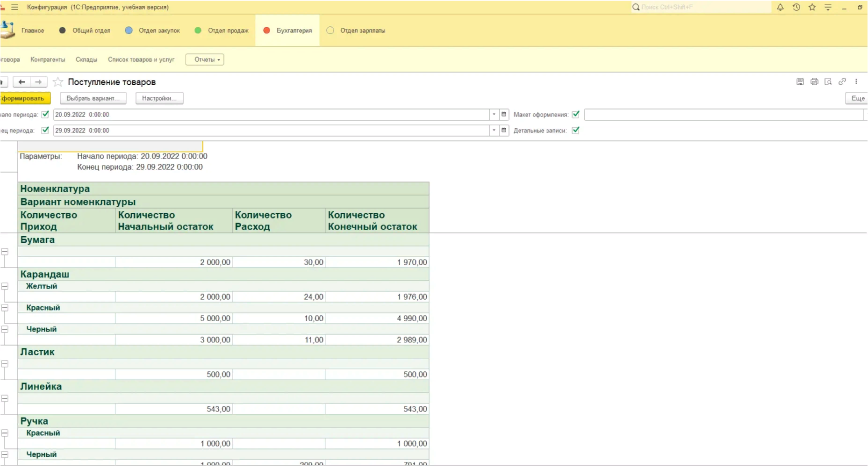 Конфигурация (1С:Предприятие, учебная версия)
Поиск Ctrl+Shift+F
Главное Общий отдел Отдел закупок Отдел продаж Бухгалтерия Отдел зарплаты
говора Контрагенты Склады Список товаров и услуг Отчеты
Поступление товаров
формировать Выбрать вариант... Настройки... Еще
ало периода: 20.09.2022 0:00:00 Макет оформления:
ец периода: 29.09.2022 0:00:00 Детальные записи:
Параметры: Начало периода: 20.09.2022 0:00:00
Конец периода: 29.09.2022 0:00:00
Номенклатура
Вариант номенклатуры
Количество Количество Количество Количество
Приход Начальный остаток Расход Конечный остаток
Бумага
2 000,00 30,00 1 970,00
Карандаш
Желтый
2 000,00 24,00 1 976,00
Красный
5 000,00 10,00 4 990,00
Черный
3 000,00 11,00 2 989,00
Ластик
500,00 500,00
Линейка
543,00 543,00
Ручка
Красный
1 000,00 1 000,00
Черный
1 000,00 209,00 791,00